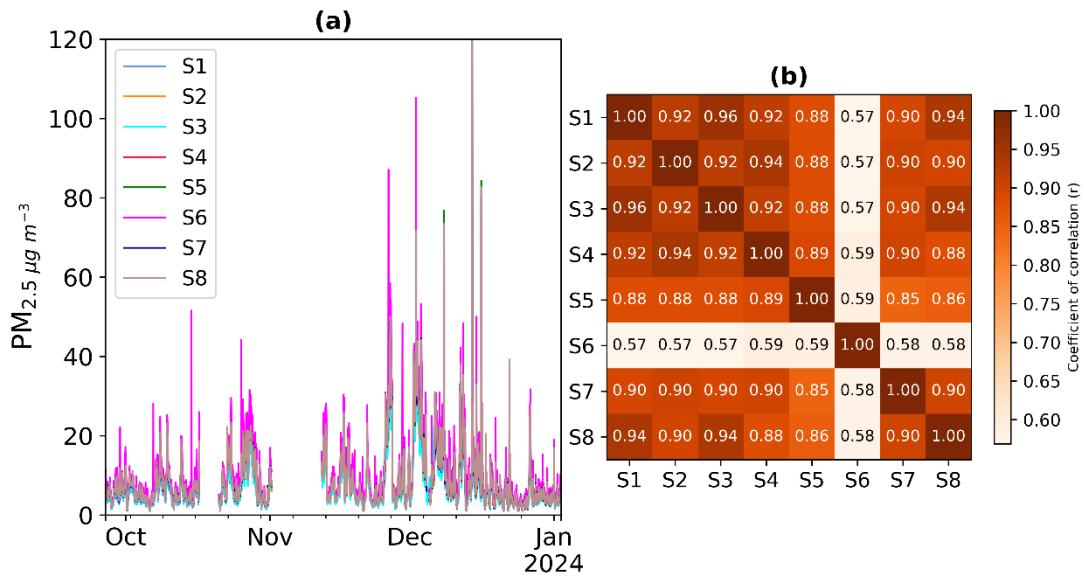 (a)
120
100
80
60
40
20
0
PM2.5 µg m−3
S1
S2
S3
S4
S5
S6
S7
S8
Oct Nov Dec Jan
2024
(b)
S1 1.00 0.92 0.96 0.92 0.88 0.57 0.90 0.94
S2 0.92 1.00 0.92 0.94 0.88 0.57 0.90 0.90
S3 0.96 0.92 1.00 0.92 0.88 0.57 0.90 0.94
S4 0.92 0.94 0.92 1.00 0.89 0.59 0.90 0.88
S5 0.88 0.88 0.88 0.89 1.00 0.59 0.85 0.86
S6 0.57 0.57 0.57 0.59 0.59 1.00 0.58 0.58
S7 0.90 0.90 0.90 0.90 0.85 0.58 1.00 0.90
S8 0.94 0.90 0.94 0.88 0.86 0.58 0.90 1.00
S1 S2 S3 S4 S5 S6 S7 S8
1.00
0.95
0.90
0.85
0.80
0.75
0.70
0.65
0.60
Coefficient of correlation (r)